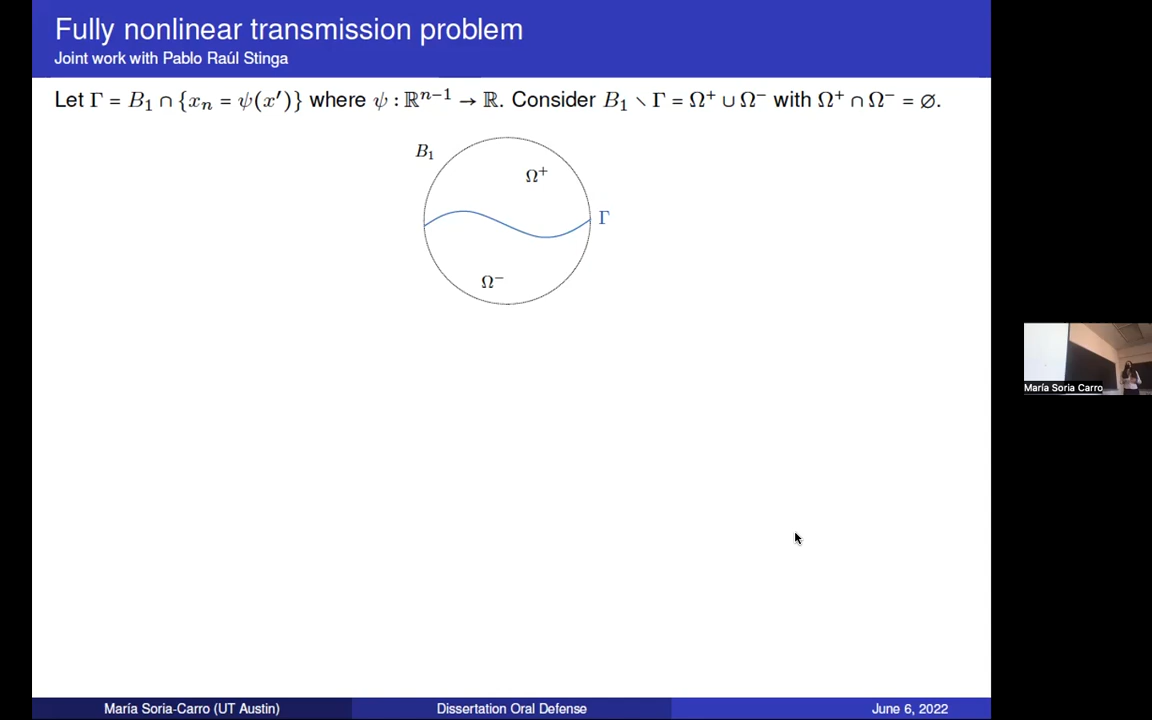 Fully nonlinear transmission problem
Joint work with Pablo Raúl Stinga
Let Γ = B₁ ∩ {xₙ = ψ(x′)} where ψ : ℝⁿ⁻¹ → ℝ. Consider B₁ ∖ Γ = Ω⁺ ∪ Ω⁻ with Ω⁺ ∩ Ω⁻ = ∅.
B₁
Ω⁺
Γ
Ω⁻
María Soria Carro
María Soria-Carro (UT Austin) Dissertation Oral Defense June 6, 2022